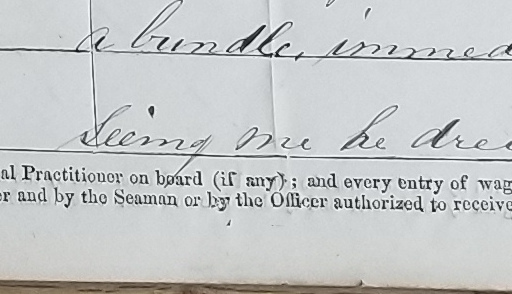 a bundle, immed
Seeing me he dre
al Practitioner on board (if any); and every entry of wag
er and by the Seaman or by the Officer authorized to receive